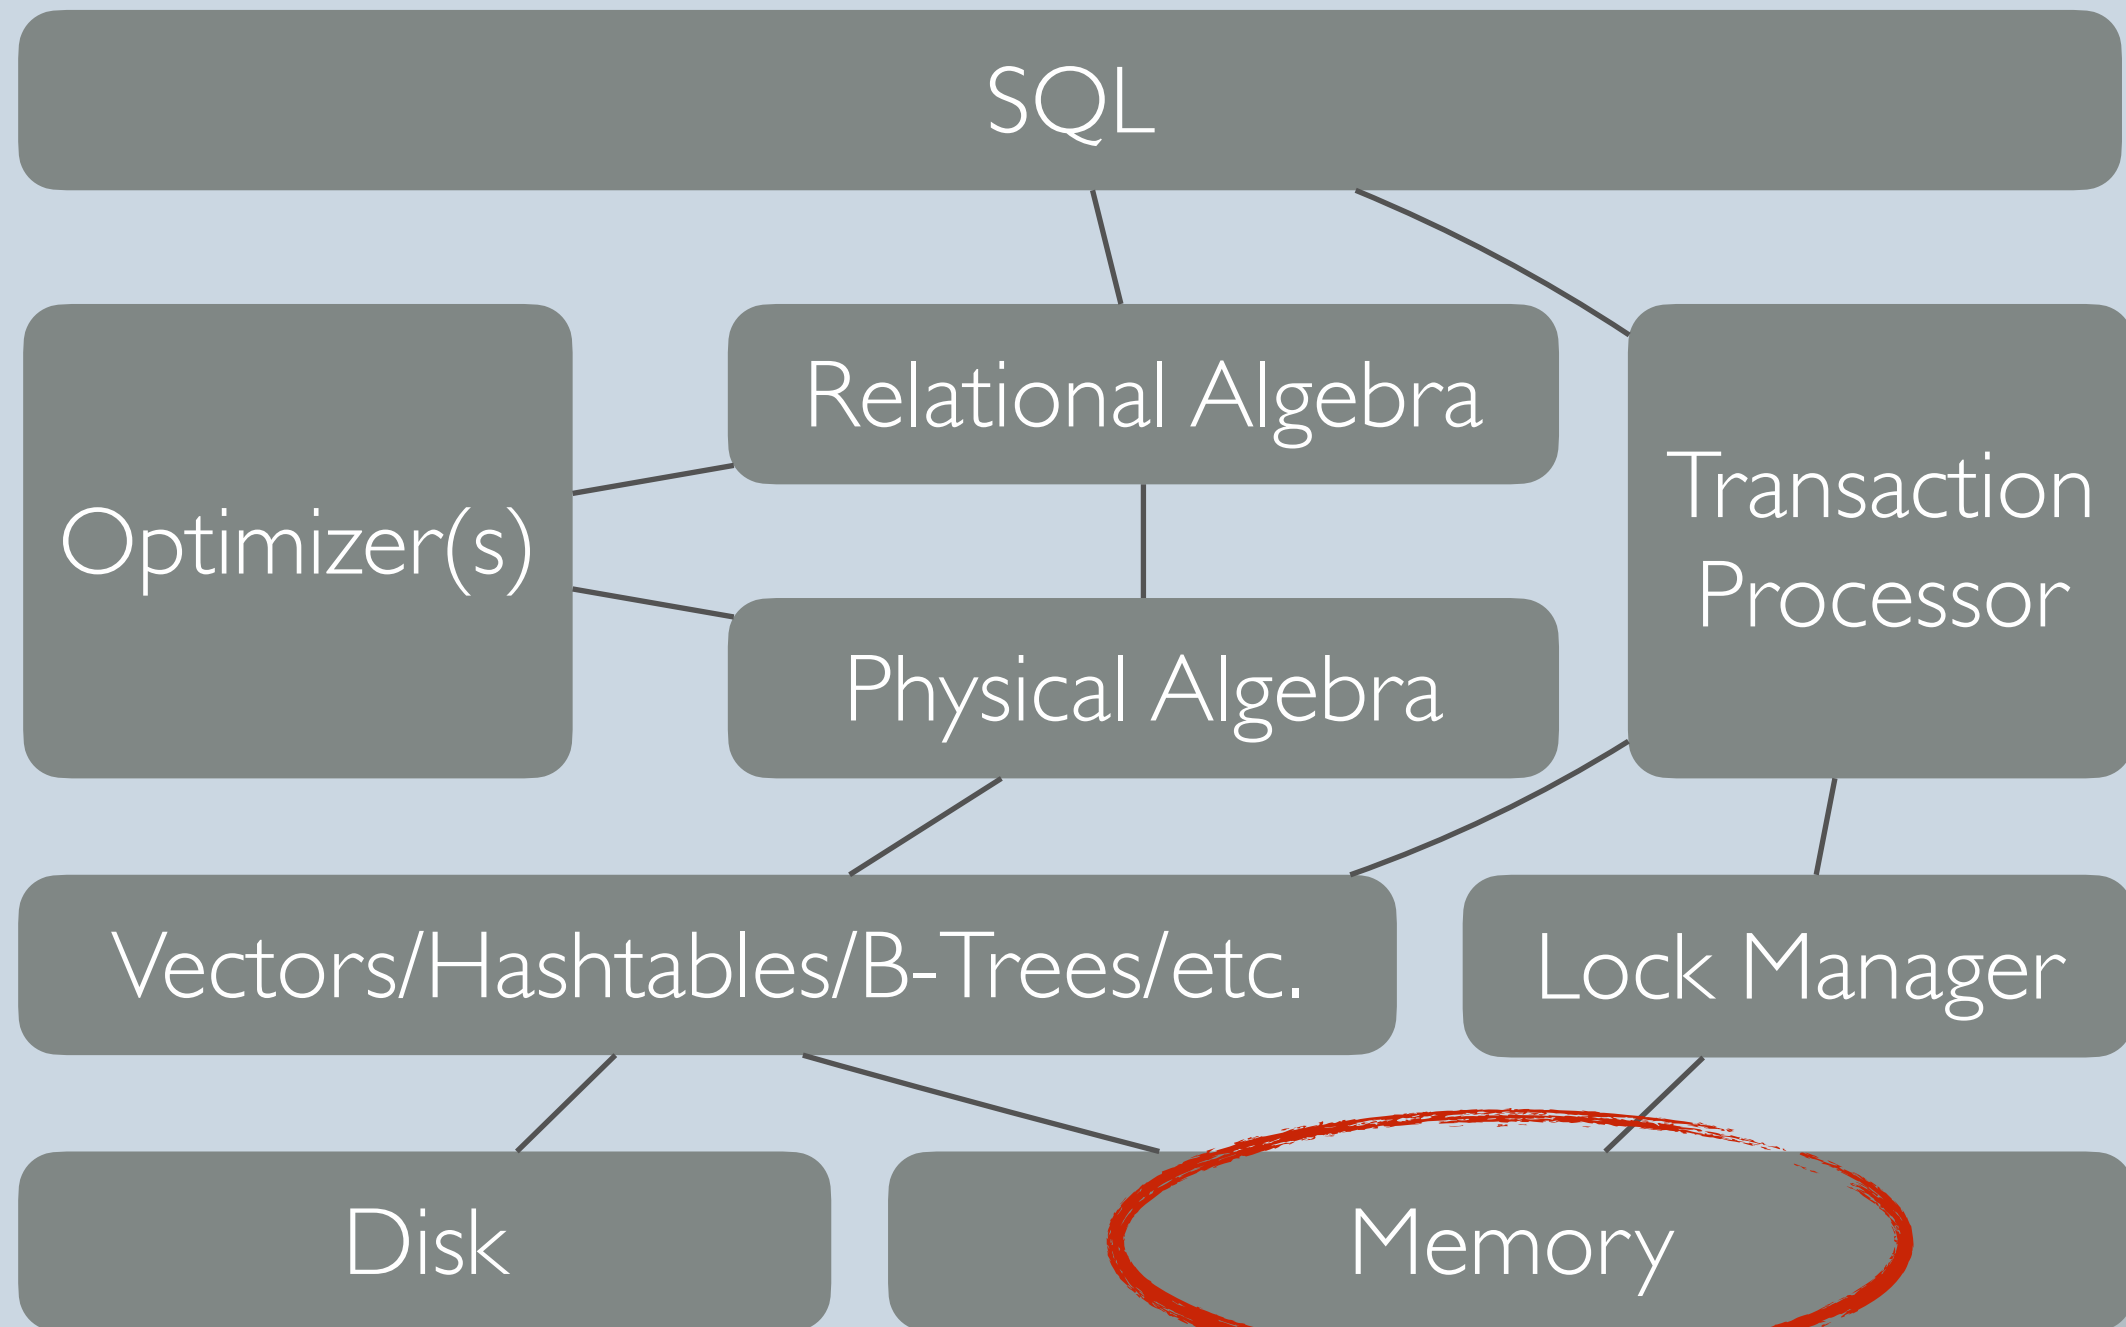 SQL
Relational Algebra
Optimizer(s)
Transaction
Processor
Physical Algebra
Vectors/Hashtables/B-Trees/etc.
Lock Manager
Disk
Memory